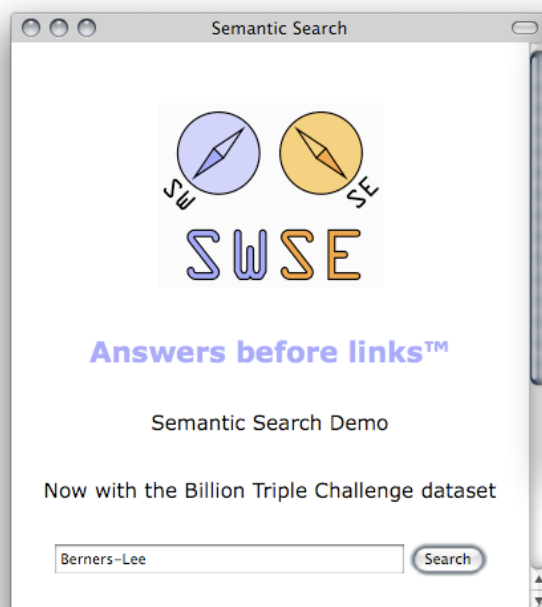 Semantic Search
SW SE
SWSE
Answers before links™
Semantic Search Demo
Now with the Billion Triple Challenge dataset
Berners-Lee Search